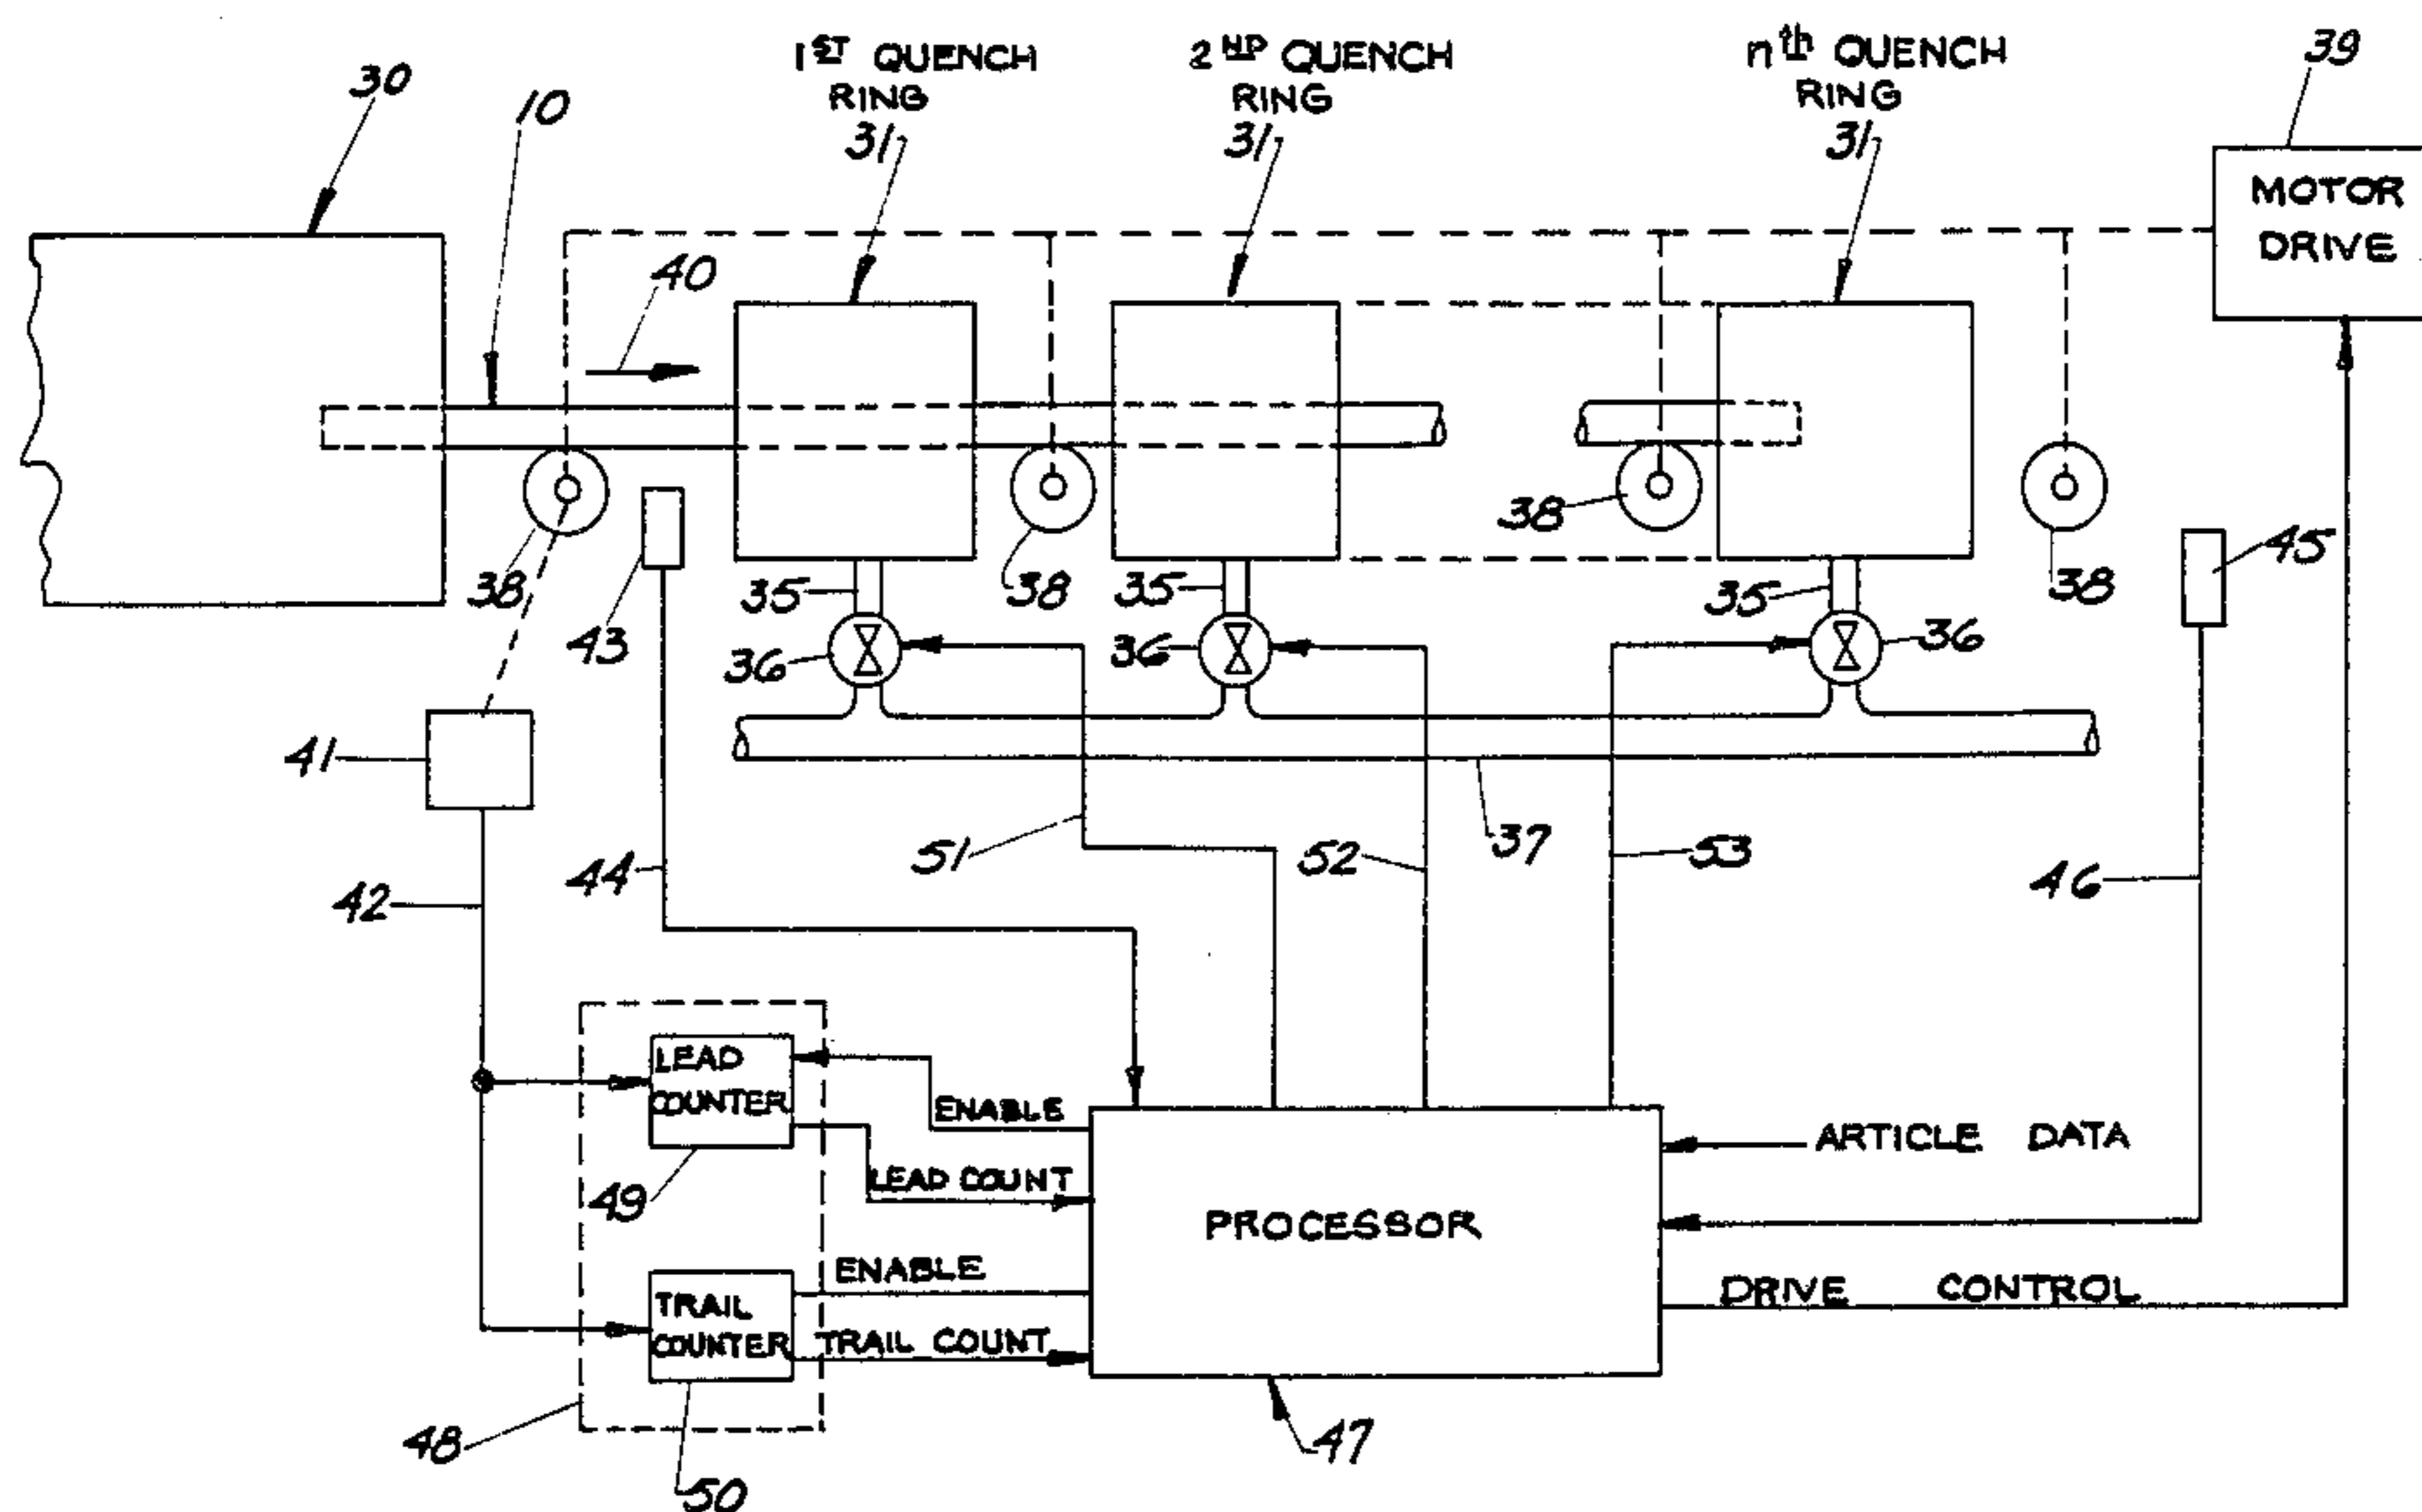 1ST QUENCH
RING
31
2ND QUENCH
RING
31
nth QUENCH
RING
31
39
MOTOR
DRIVE
30
10
40
38
43
35
36
38
35
36
38
35
36
38
45
41
42
44
51
52
37
53
46
LEAD
COUNTER
49
ENABLE
LEAD COUNT
PROCESSOR
ARTICLE DATA
TRAIL
COUNTER
ENABLE
TRAIL COUNT
DRIVE CONTROL
48
50
47